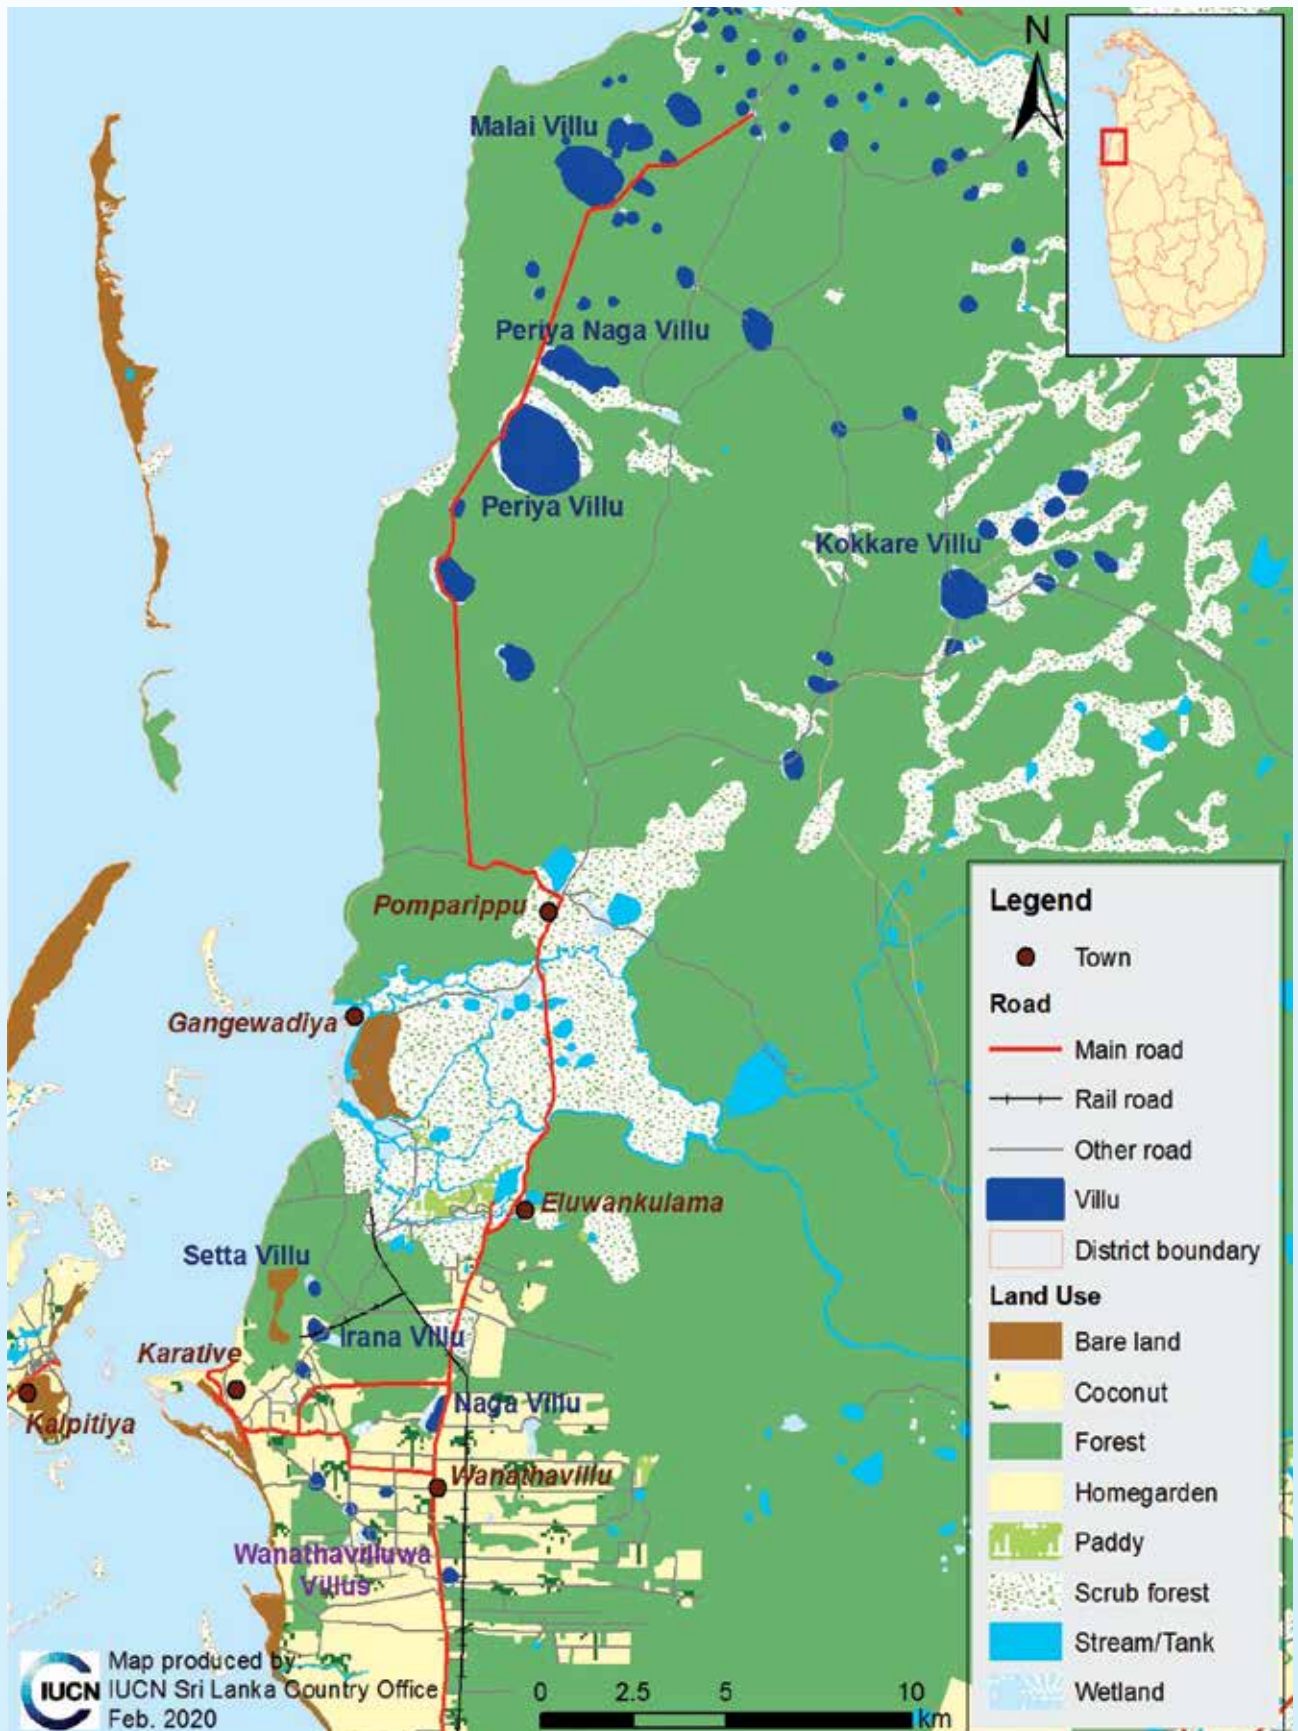 N
Malai Villu
Periya Naga Villu
Periya Villu
Kokkare Villu
Pomparippu
Gangewadiya
Eluwankulama
Setta Villu
Irana Villu
Karative
Kalpitiya
Naga Villu
Wanathavillu
Wanathavilluwa
Villus
Legend
Town
Road
Main road
Rail road
Other road
Villu
District boundary
Land Use
Bare land
Coconut
Forest
Homegarden
Paddy
Scrub forest
Stream/Tank
Wetland
IUCN
Map produced by:
IUCN Sri Lanka Country Office
Feb. 2020
0 2.5 5 10
km